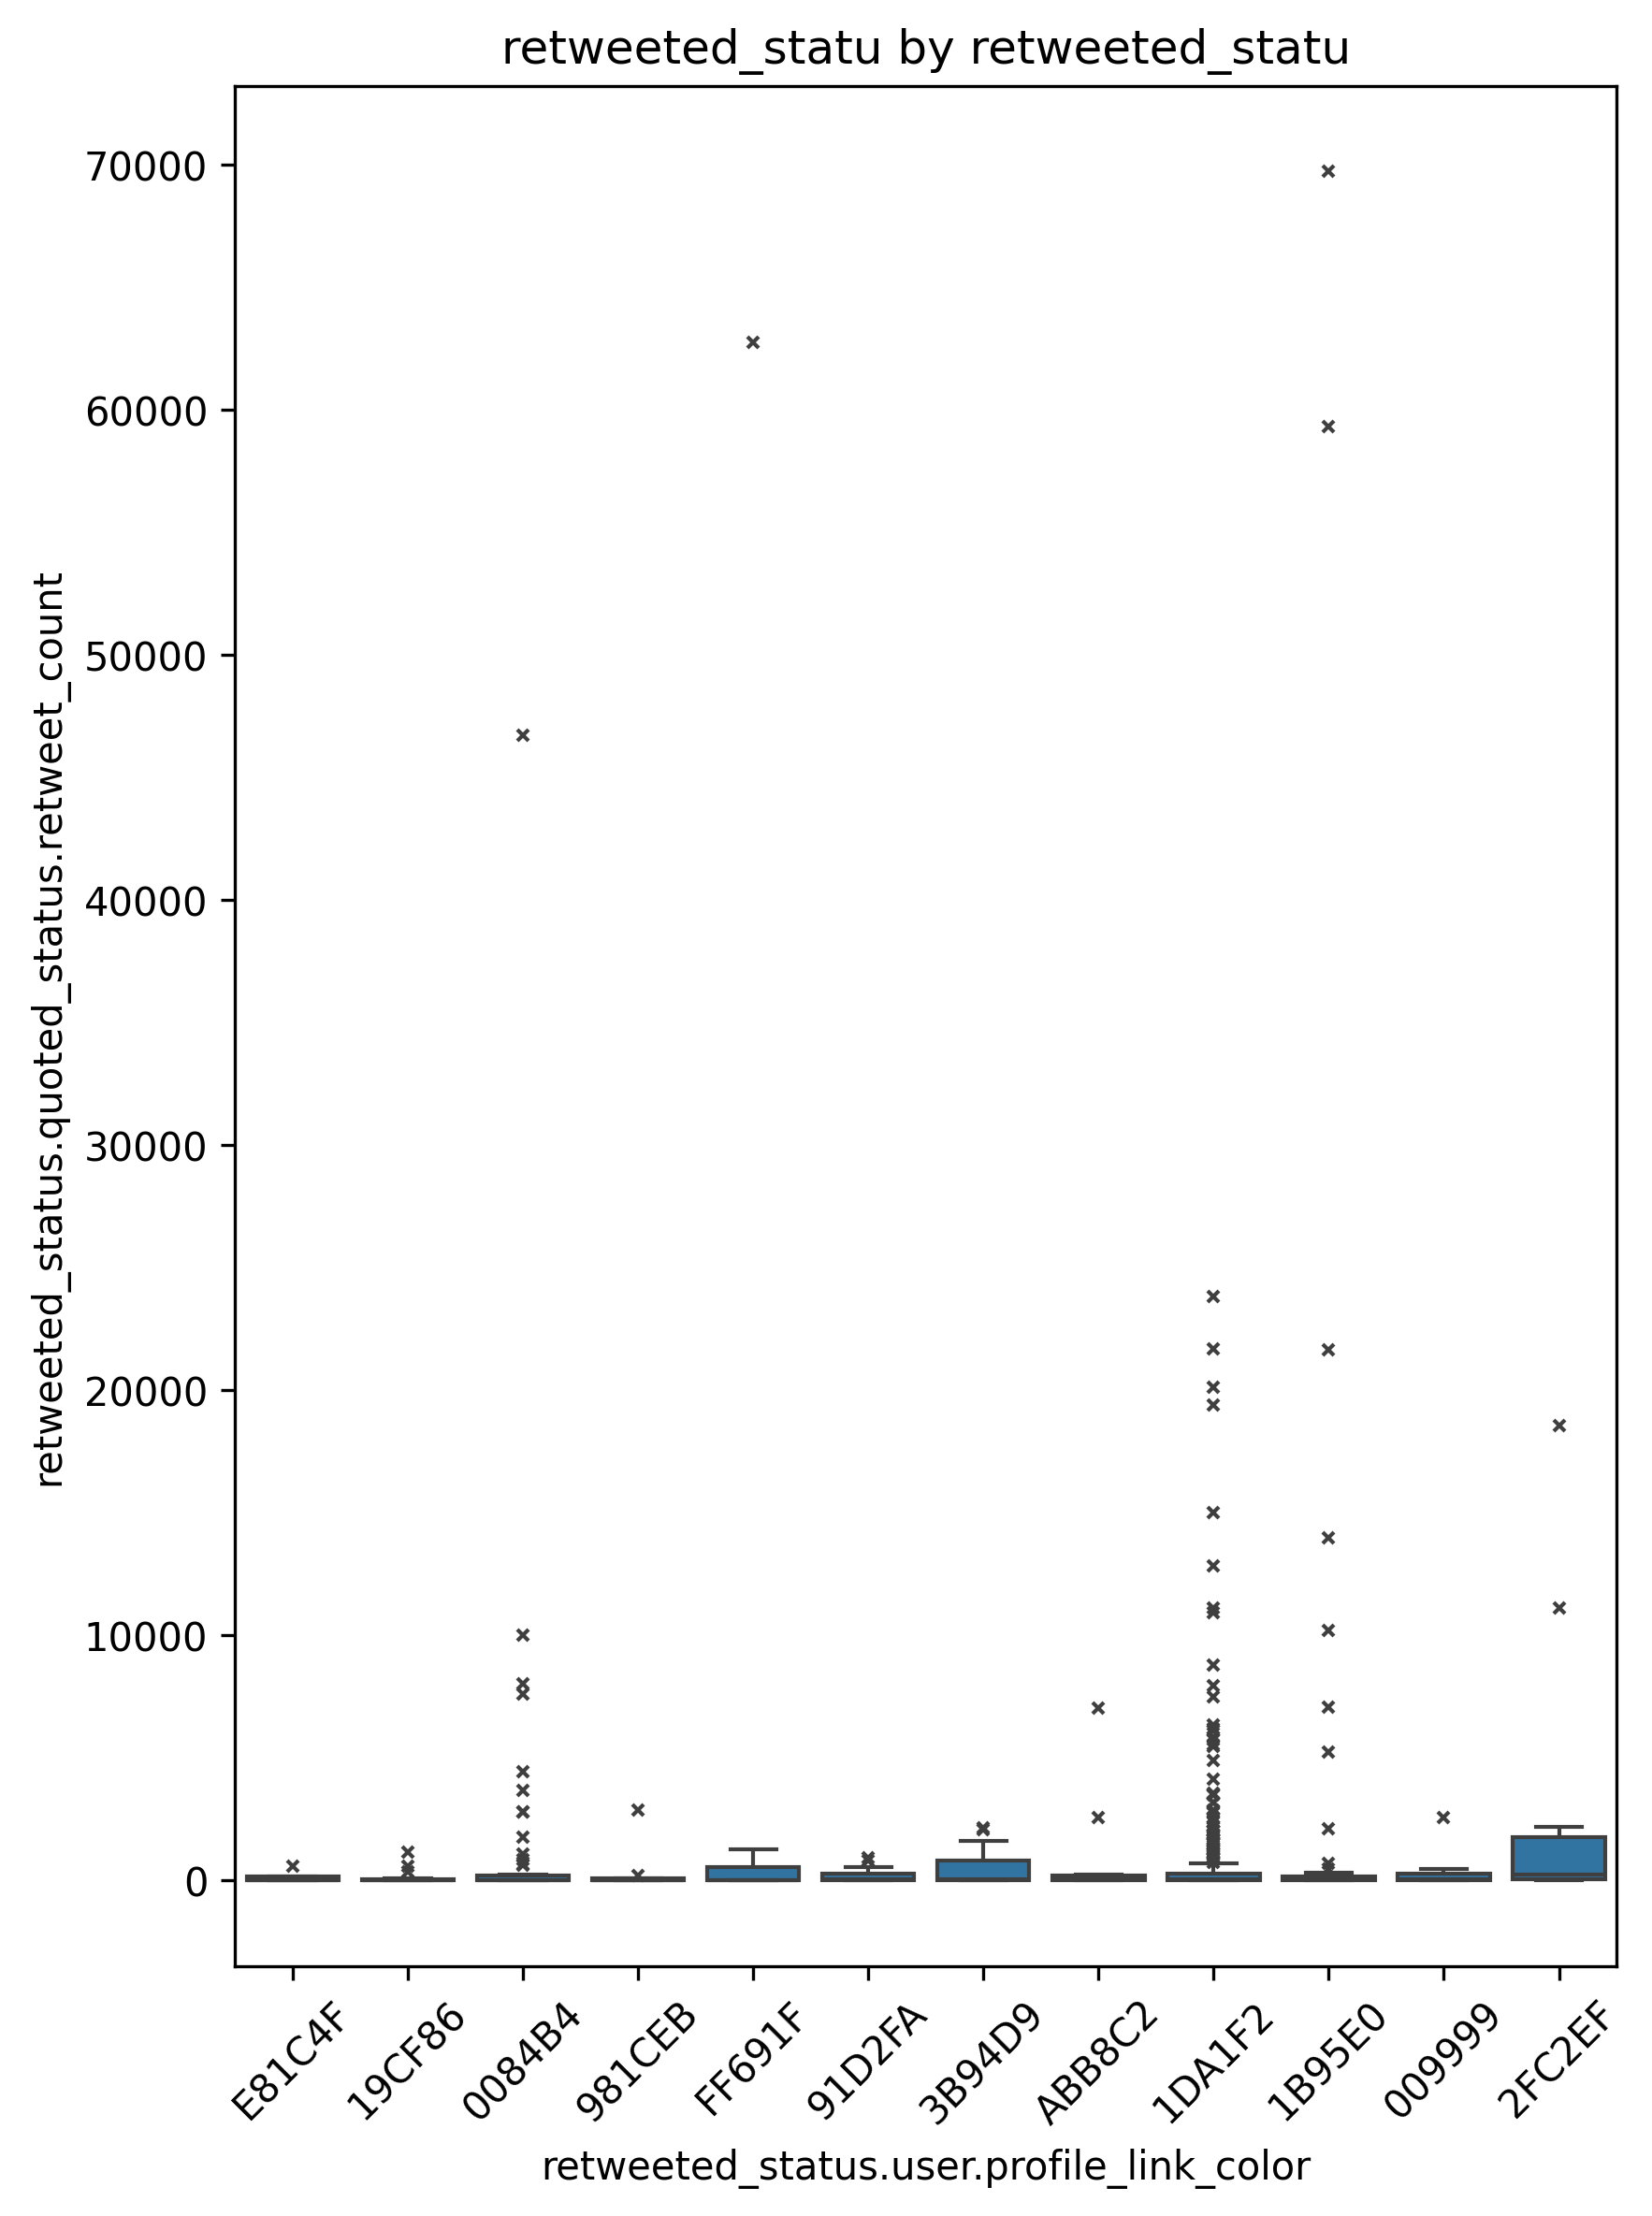 retweeted_statu by retweeted_statu
retweeted_status.quoted_status.retweet_count
70000
60000
50000
40000
30000
20000
10000
0
E81C4F
19CF86
0084B4
981CEB
FF691F
91D2FA
3B94D9
ABB8C2
1DA1F2
1B95E0
009999
2FC2EF
retweeted_status.user.profile_link_color